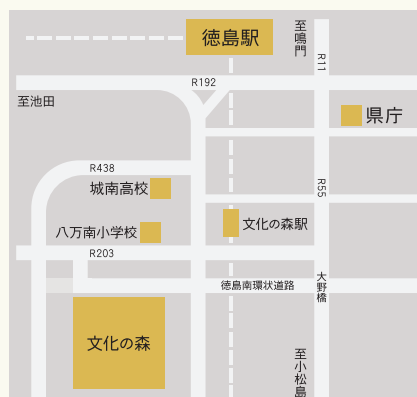 徳島駅
至鳴門
R11
R192
至池田
県庁
R438
城南高校
R55
八万南小学校
文化の森駅
R203
大野橋
徳島南環状道路
文化の森
至小松島